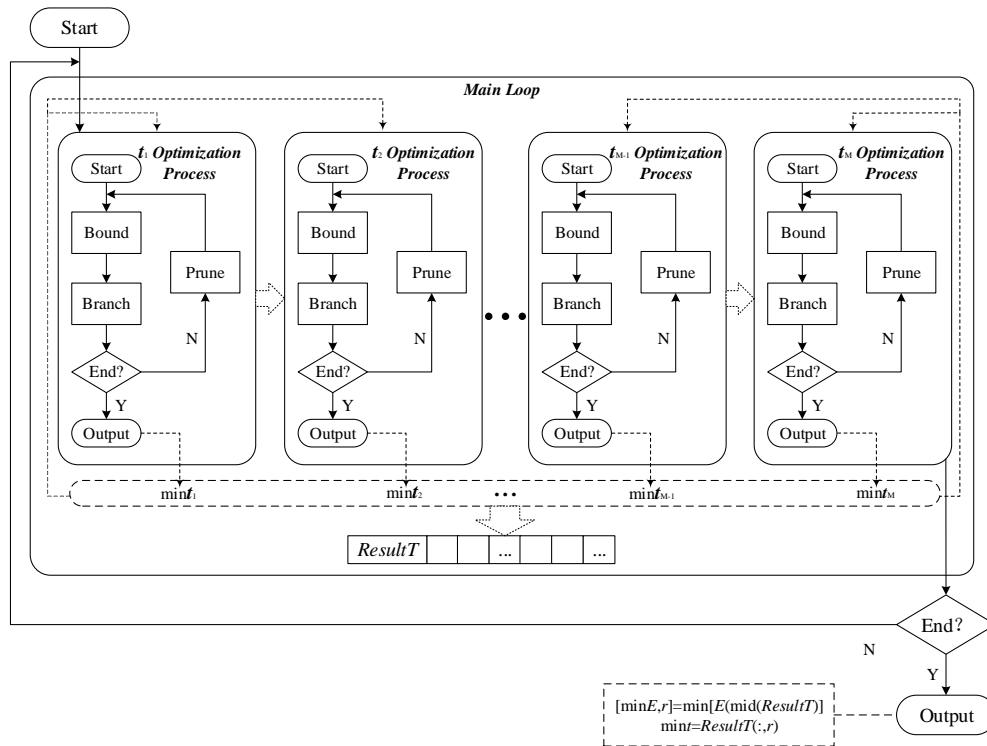 Start
Main Loop
t₁ Optimization
Process
Start
Bound
Branch
Prune
N
End?
Y
Output
t₂ Optimization
Process
Start
Bound
Branch
Prune
N
End?
Y
Output
...
tM-1 Optimization
Process
Start
Bound
Branch
Prune
N
End?
Y
Output
tM Optimization
Process
Start
Bound
Branch
Prune
N
End?
Y
Output
mint₁ mint₂ ... mintM-1 mintM
ResultT ... ...
End?
N
Y
[minE,r]=min[E(mid(ResultT)]
mint=ResultT(:,r)
Output